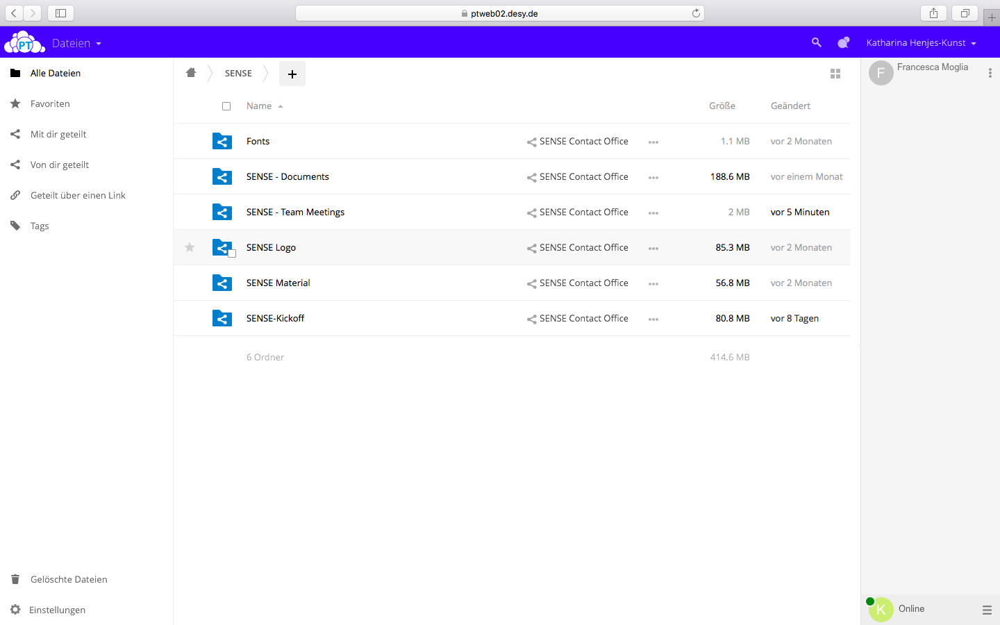 ptweb02.desy.de
PT Dateien Katharina Henjes-Kunst
Alle Dateien
Favoriten
Mit dir geteilt
Von dir geteilt
Geteilt über einen Link
Tags
Gelöschte Dateien
Einstellungen
SENSE +
Name Größe Geändert
Fonts SENSE Contact Office 1.1 MB vor 2 Monaten
SENSE - Documents SENSE Contact Office 188.6 MB vor einem Monat
SENSE - Team Meetings SENSE Contact Office 2 MB vor 5 Minuten
SENSE Logo SENSE Contact Office 85.3 MB vor 2 Monaten
SENSE Material SENSE Contact Office 56.8 MB vor 2 Monaten
SENSE-Kickoff SENSE Contact Office 80.8 MB vor 8 Tagen
6 Ordner 414.6 MB
F Francesca Moglia
K Online